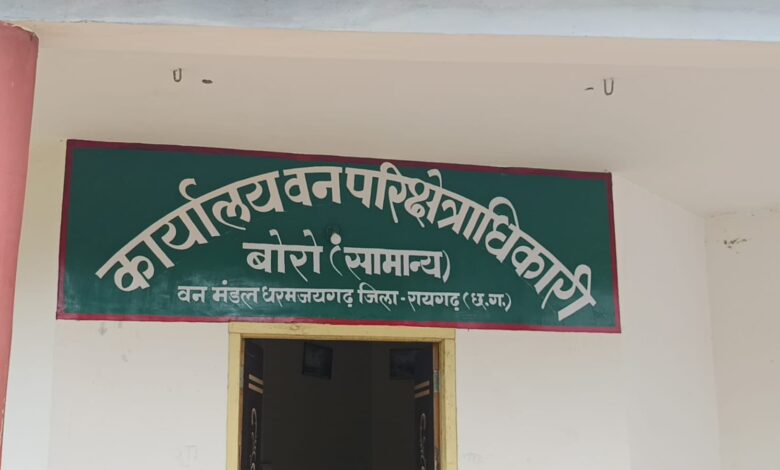 कार्यालय वन परिक्षेत्राधिकारी
बोरो (सामान्य)
वन मंडल धरमजयगढ़ जिला - रायगढ़ (छ.ग.)